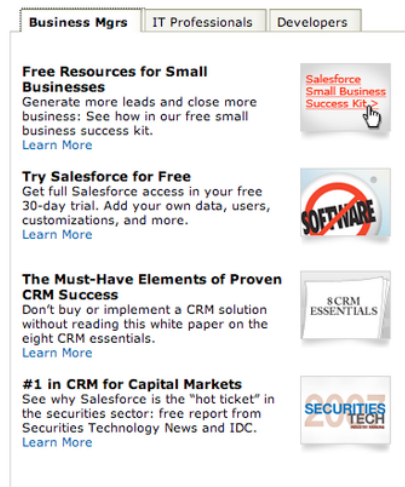 Business Mgrs
IT Professionals
Developers
Free Resources for Small
Businesses
Generate more leads and close more
business: See how in our free small
business success kit.
Learn More
Salesforce
Small Business
Success Kit >
Try Salesforce for Free
Get full Salesforce access in your free
30-day trial. Add your own data, users,
customizations, and more.
Learn More
SOFTWARE
The Must-Have Elements of Proven
CRM Success
Don't buy or implement a CRM solution
without reading this white paper on the
eight CRM essentials.
Learn More
8 CRM
ESSENTIALS
#1 in CRM for Capital Markets
See why Salesforce is the “hot ticket” in
the securities sector: free report from
Securities Technology News and IDC.
Learn More
2007
SECURITIES
TECH